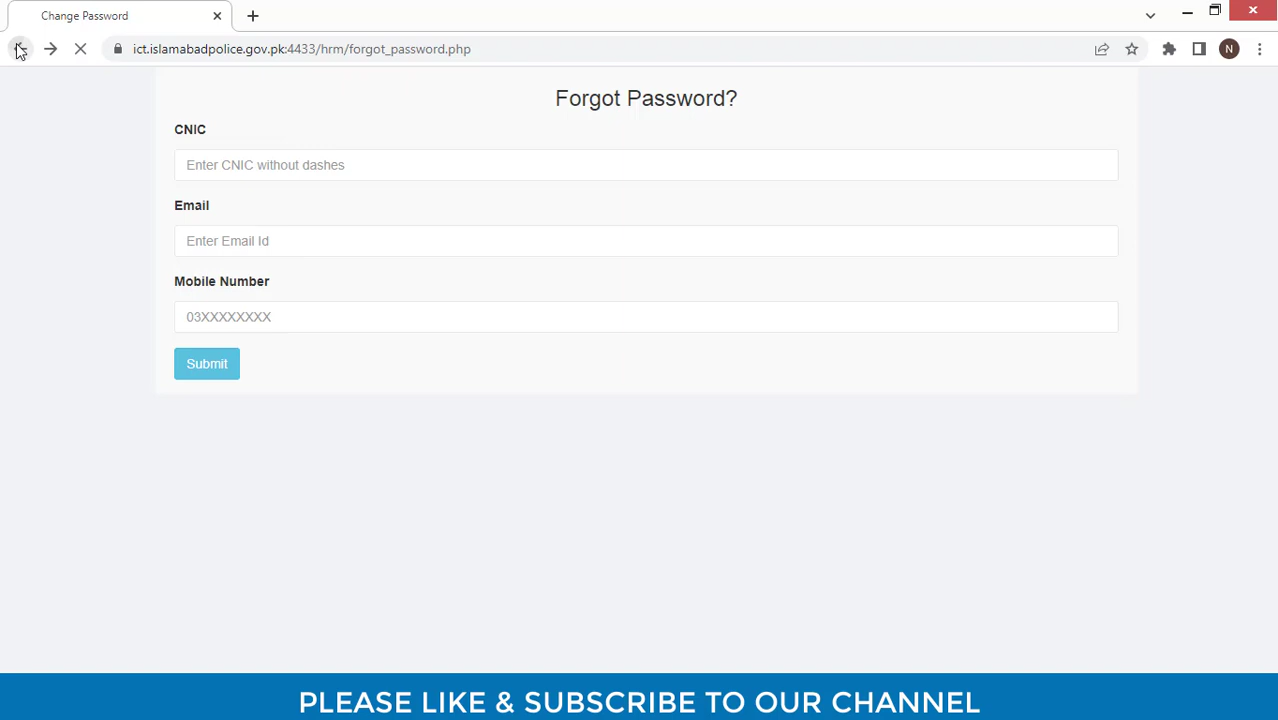 Change Password
ict.islamabadpolice.gov.pk:4433/hrm/forgot_password.php
N
Forgot Password?
CNIC
Enter CNIC without dashes
Email
Enter Email Id
Mobile Number
03XXXXXXXX
Submit
PLEASE LIKE & SUBSCRIBE TO OUR CHANNEL